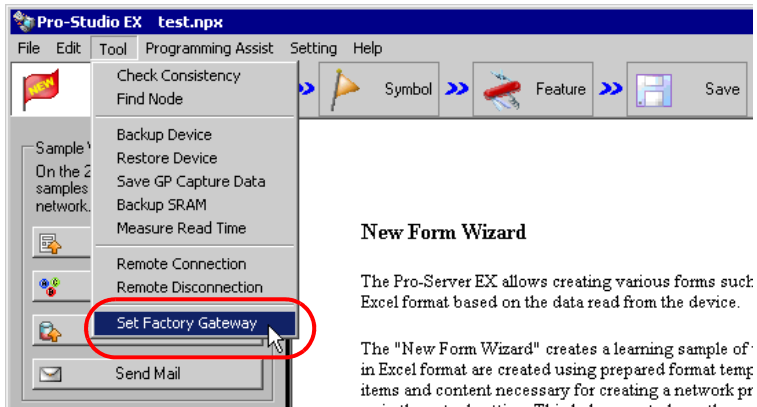 Pro-Studio EX test.npx
File Edit Tool Programming Assist Setting Help
NEW Symbol Feature Save
Check Consistency
Find Node
Backup Device
Restore Device
Save GP Capture Data
Backup SRAM
Measure Read Time
Remote Connection
Remote Disconnection
Set Factory Gateway
Sample
On the 2
samples
network.
Send Mail
New Form Wizard
The Pro-Server EX allows creating various forms such
Excel format based on the data read from the device.
The "New Form Wizard" creates a learning sample of
in Excel format are created using prepared format temp
items and content necessary for creating a network pr